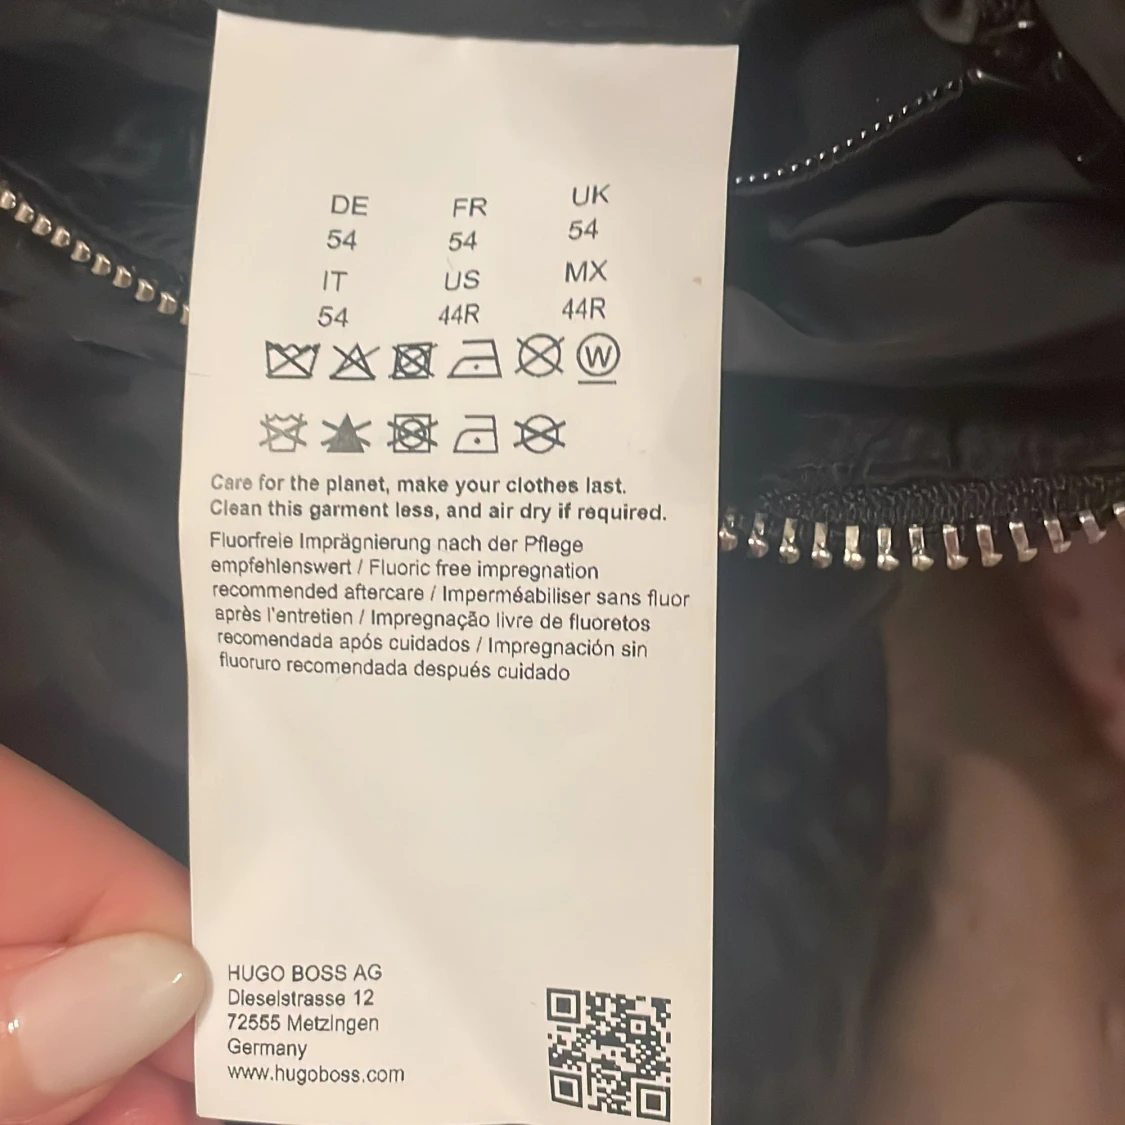 DE FR UK
54 54 54
IT US MX
54 44R 44R
W
Care for the planet, make your clothes last.
Clean this garment less, and air dry if required.
Fluorfreie Imprägnierung nach der Pflege
empfehlenswert / Fluoric free impregnation
recommended aftercare / Imperméabiliser sans fluor
après l'entretien / Impregnação livre de fluoretos
recomendada após cuidados / Impregnación sin
fluoruro recomendada después cuidado
HUGO BOSS AG
Dieselstrasse 12
72555 Metzingen
Germany
www.hugoboss.com